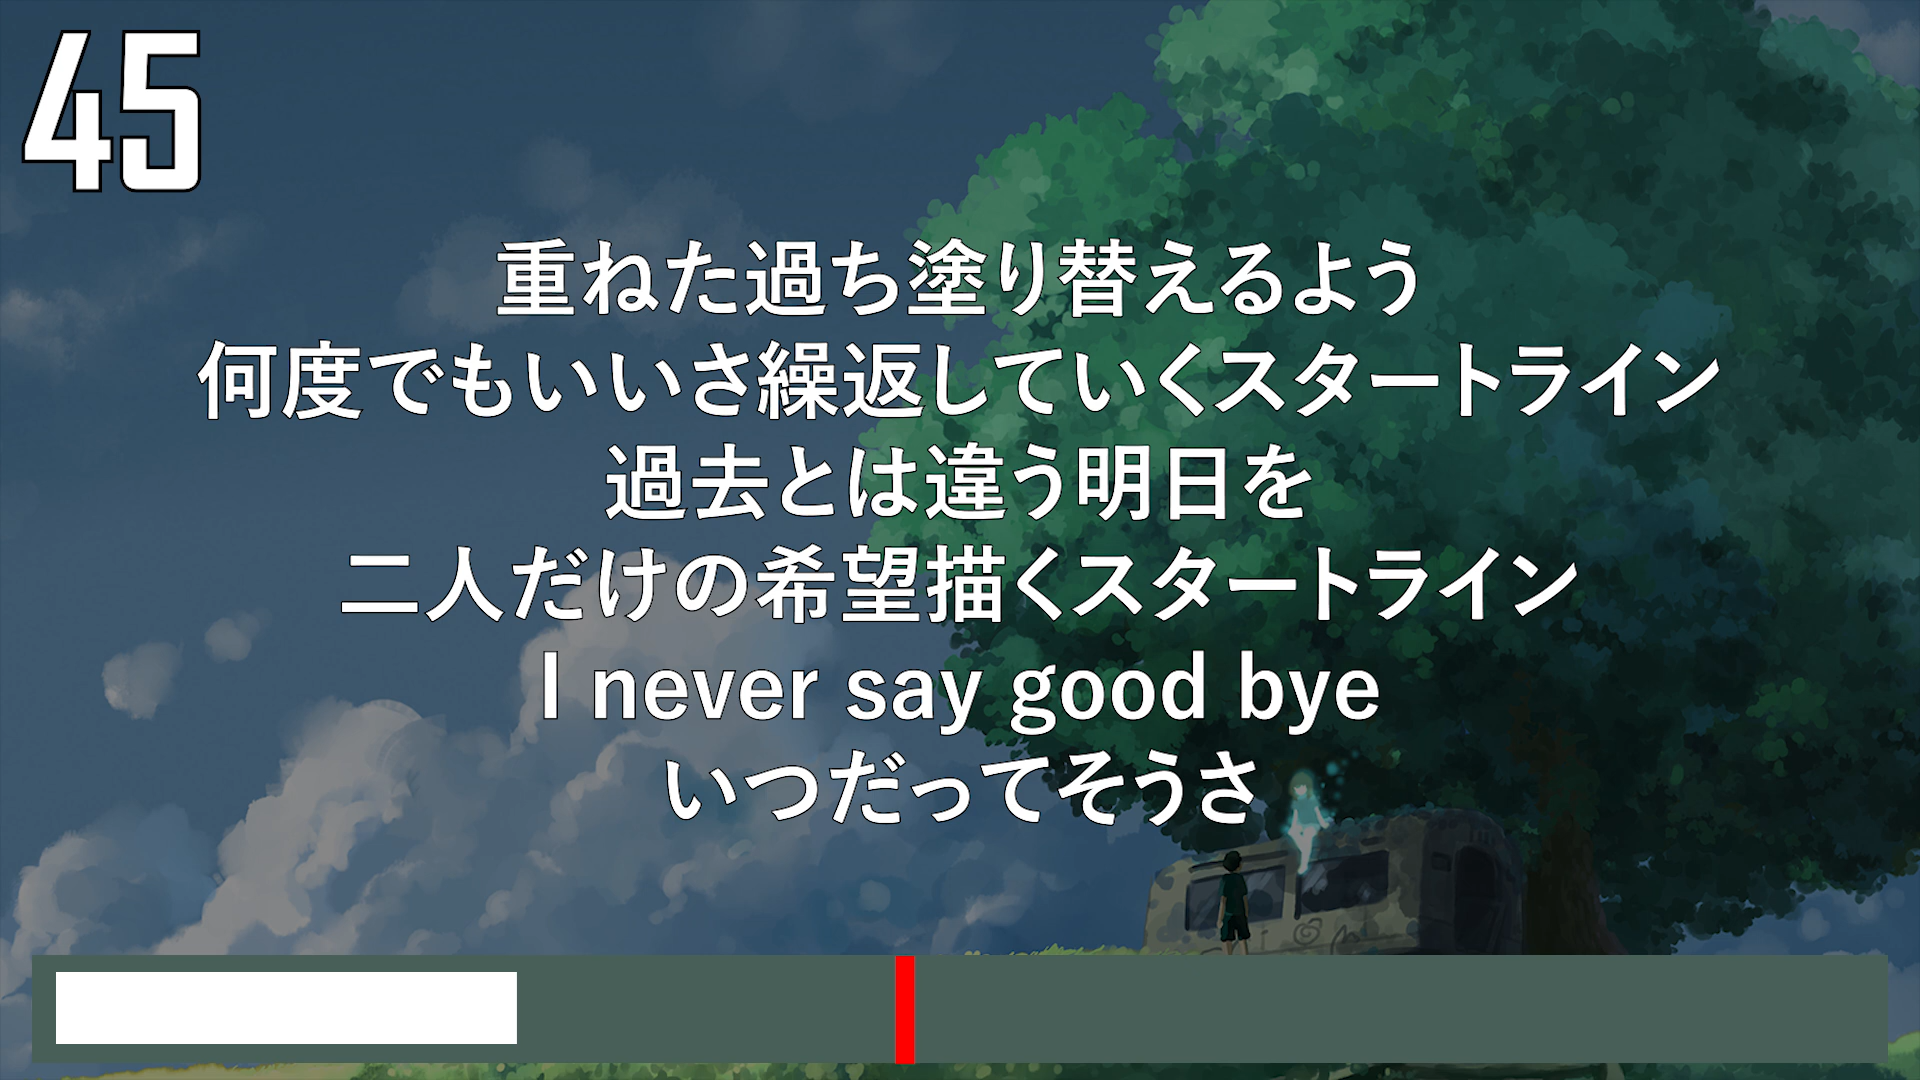 45
重ねた過ち塗り替えるよう
何度でもいいさ繰返していくスタートライン
過去とは違う明日を
二人だけの希望描くスタートライン
I never say good bye
いつだってそうさ